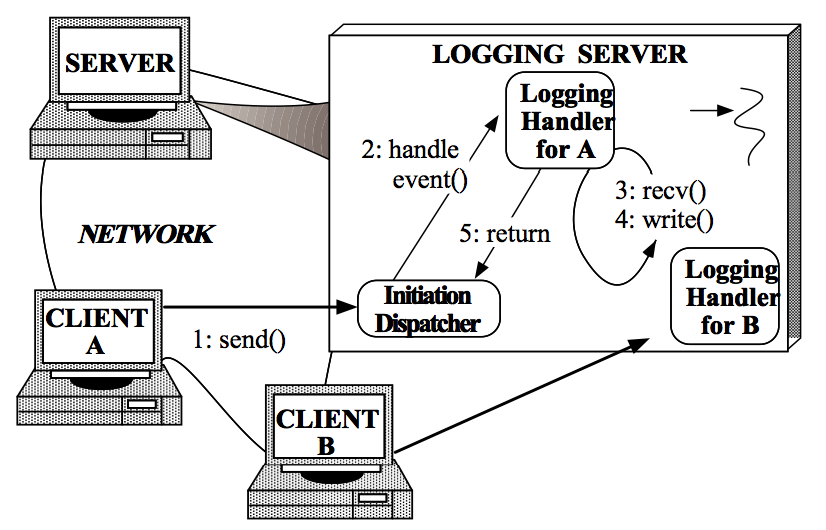 SERVER
LOGGING SERVER
Logging
Handler
for A
2: handle
event()
3: recv()
4: write()
5: return
NETWORK
Logging
Handler
for B
Initiation
Dispatcher
CLIENT
A
1: send()
CLIENT
B